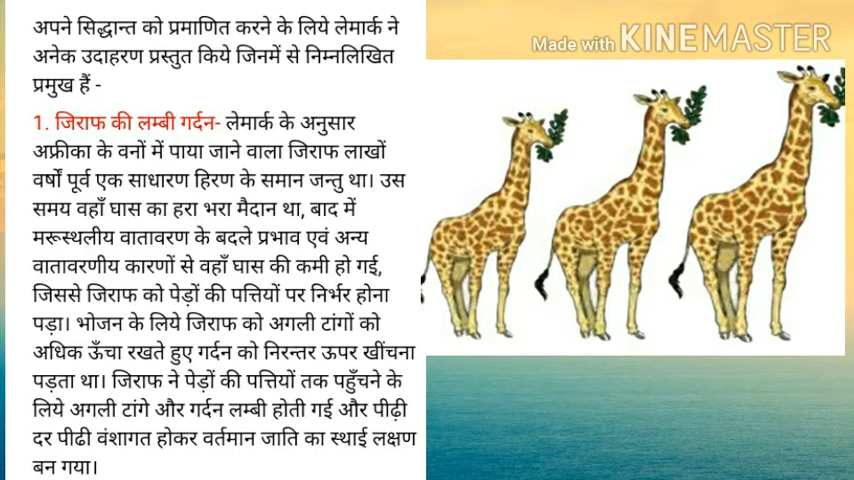 अपने सिद्धान्त को प्रमाणित करने के लिये लेमार्क ने
अनेक उदाहरण प्रस्तुत किये जिनमें से निम्नलिखित
प्रमुख हैं -
1. जिराफ की लम्बी गर्दन- लेमार्क के अनुसार
अफ्रीका के वनों में पाया जाने वाला जिराफ लाखों
वर्षों पूर्व एक साधारण हिरण के समान जन्तु था। उस
समय वहाँ घास का हरा भरा मैदान था, बाद में
मरूस्थलीय वातावरण के बदले प्रभाव एवं अन्य
वातावरणीय कारणों से वहाँ घास की कमी हो गई,
जिससे जिराफ को पेड़ों की पत्तियों पर निर्भर होना
पड़ा। भोजन के लिये जिराफ को अगली टांगों को
अधिक ऊँचा रखते हुए गर्दन को निरन्तर ऊपर खींचना
पड़ता था। जिराफ ने पेड़ों की पत्तियों तक पहुँचने के
लिये अगली टांगे और गर्दन लम्बी होती गई और पीढ़ी
दर पीढी वंशागत होकर वर्तमान जाति का स्थाई लक्षण
बन गया।
Made with KINEMASTER